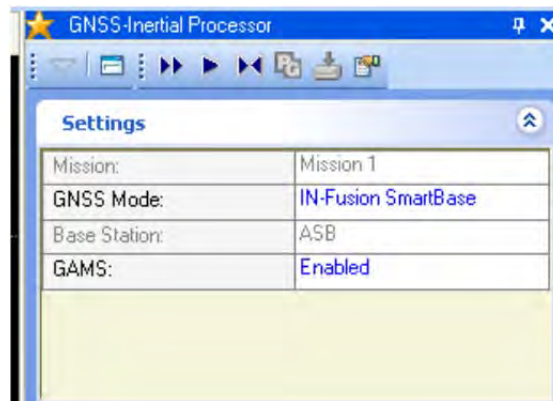 GNSS-Inertial Processor
Settings
Mission: Mission 1
GNSS Mode: IN-Fusion SmartBase
Base Station: ASB
GAMS: Enabled